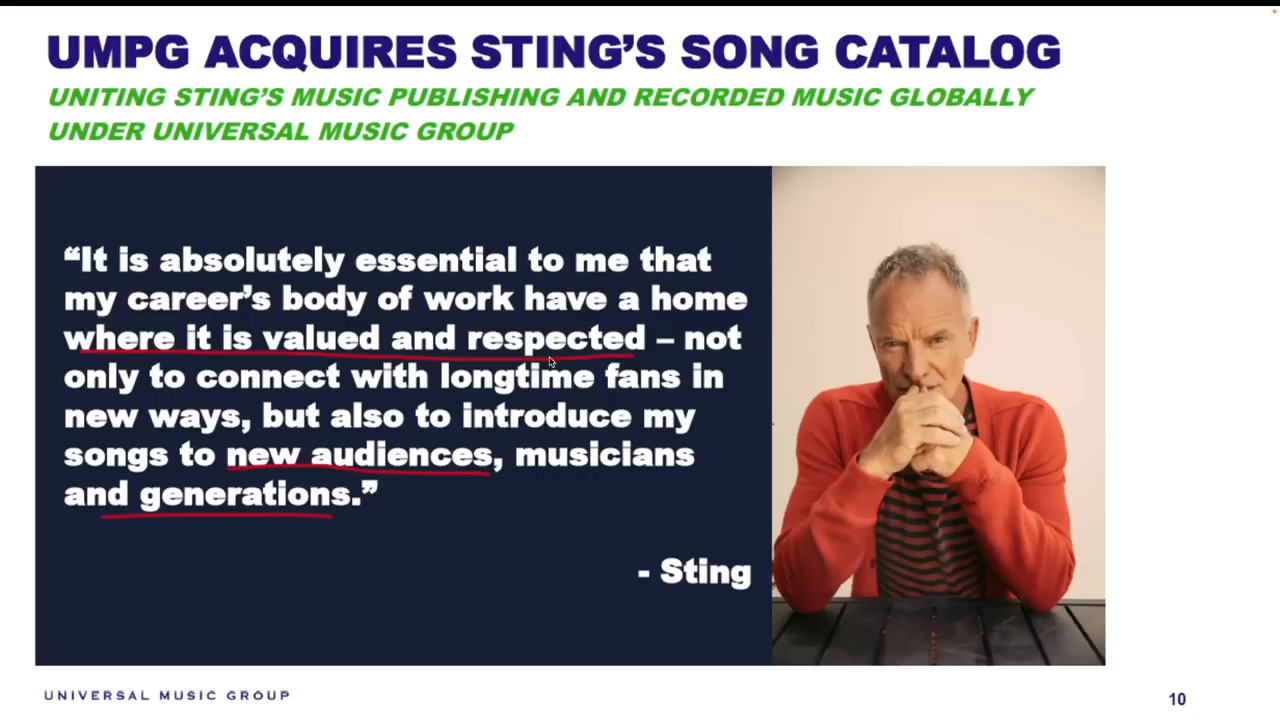 UMPG ACQUIRES STING’S SONG CATALOG
UNITING STING’S MUSIC PUBLISHING AND RECORDED MUSIC GLOBALLY
UNDER UNIVERSAL MUSIC GROUP
“It is absolutely essential to me that
my career’s body of work have a home
where it is valued and respected – not
only to connect with longtime fans in
new ways, but also to introduce my
songs to new audiences, musicians
and generations.”
- Sting
UNIVERSAL MUSIC GROUP
10